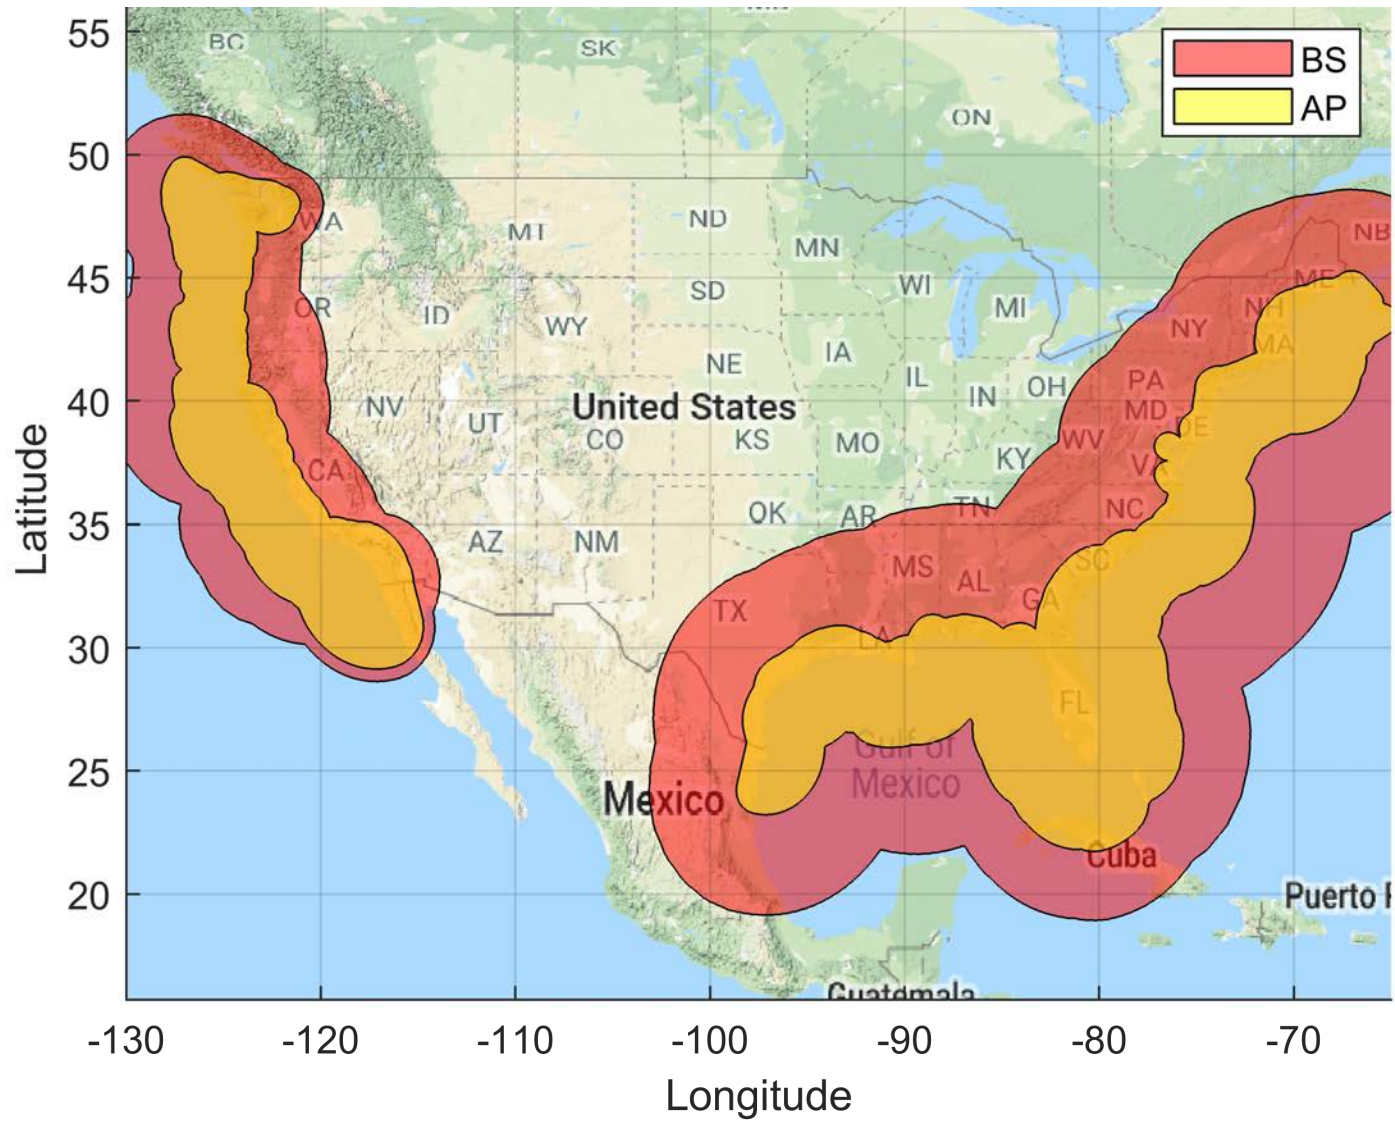 55
BC
SK
BS
AP
ON
50
WA
MT
ND
MN
NB
45
OR
ID
SD
WI
MI
ME
NH
WY
NY
MA
NE
IA
IL
IN
OH
PA
40
NV
United States
MD
UT
CO
KS
MO
KY
WV
DE
CA
VA
35
OK
AR
TN
NC
AZ
NM
MS
AL
SC
TX
GA
30
LA
FL
Gulf of
Mexico
25
Mexico
Cuba
20
Puerto
Guatemala
-130
-120
-110
-100
-90
-80
-70
Longitude
Latitude